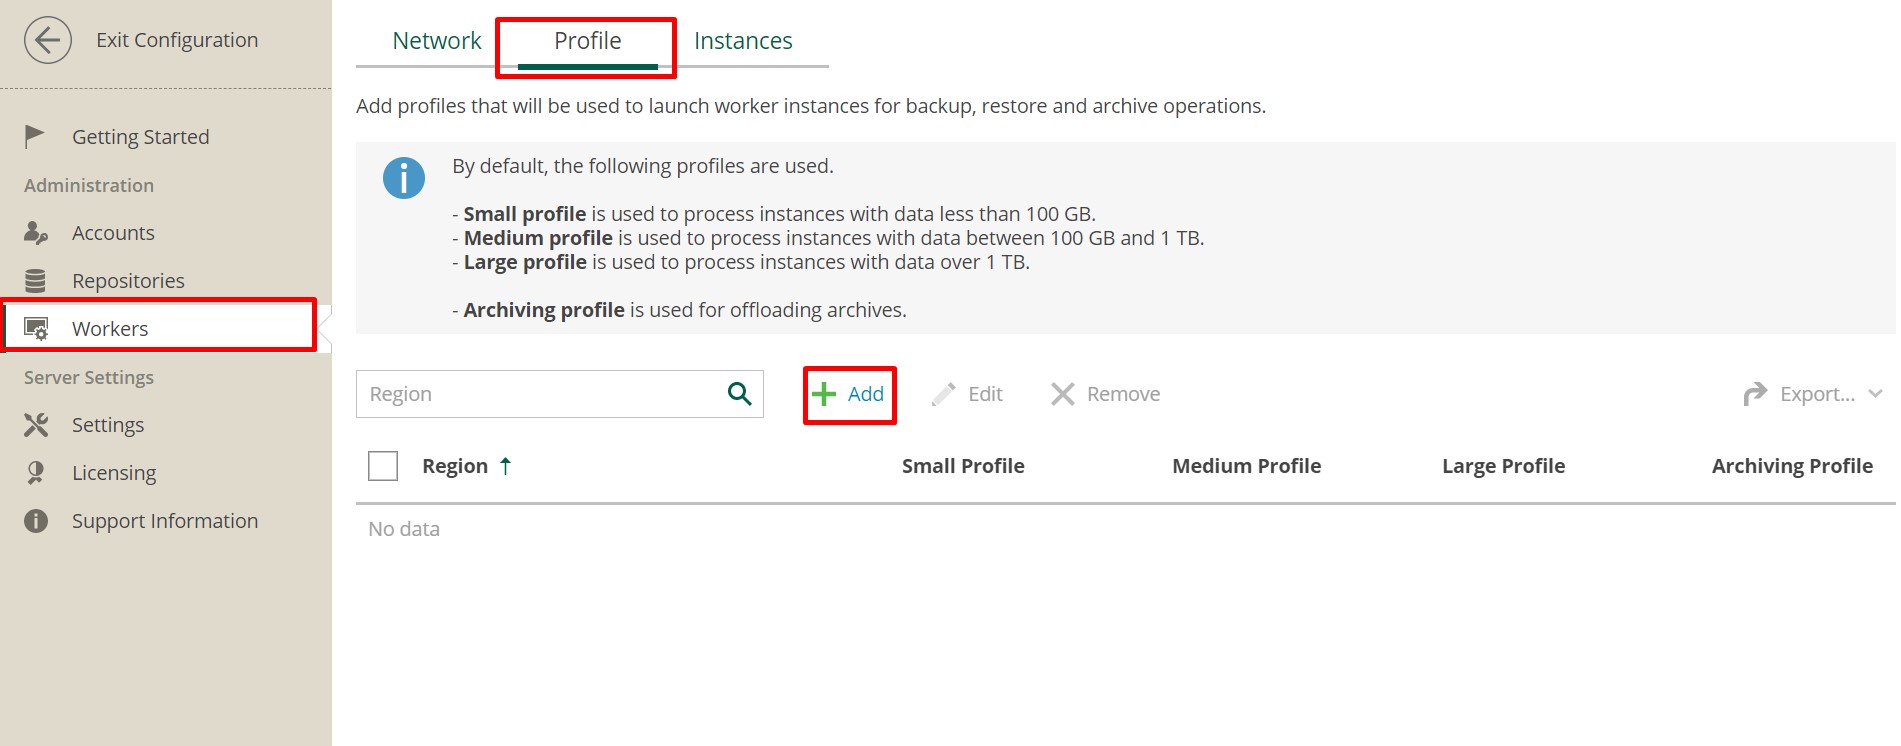 Exit Configuration
Getting Started
Administration
Accounts
Repositories
Workers
Server Settings
Settings
Licensing
Support Information
Network Profile Instances
Add profiles that will be used to launch worker instances for backup, restore and archive operations.
By default, the following profiles are used.
- Small profile is used to process instances with data less than 100 GB.
- Medium profile is used to process instances with data between 100 GB and 1 TB.
- Large profile is used to process instances with data over 1 TB.
- Archiving profile is used for offloading archives.
Region Add Edit Remove Export...
Region Small Profile Medium Profile Large Profile Archiving Profile
No data